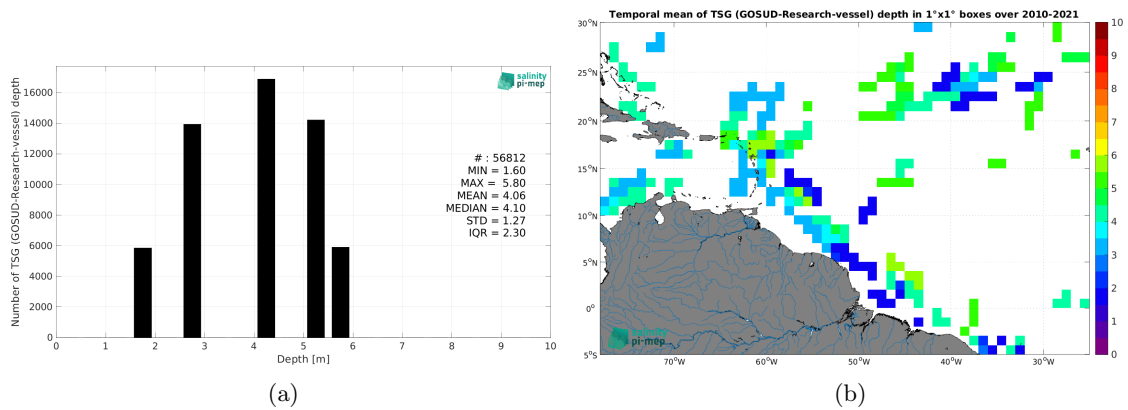 Number of TSG (GOSUD-Research-vessel) depth
16000
14000
12000
10000
8000
6000
4000
2000
0
salinity
pi-mep
# : 56812
MIN = 1.60
MAX = 5.80
MEAN = 4.06
MEDIAN = 4.10
STD = 1.27
IQR = 2.30
0 1 2 3 4 5 6 7 8 9 10
Depth [m]
(a)
Temporal mean of TSG (GOSUD-Research-vessel) depth in 1°x1° boxes over 2010-2021
30°N
25°N
20°N
15°N
10°N
5°N
0°
5°S
salinity
pi-mep
70°W 60°W 50°W 40°W 30°W
10
9
8
7
6
5
4
3
2
1
0
(b)